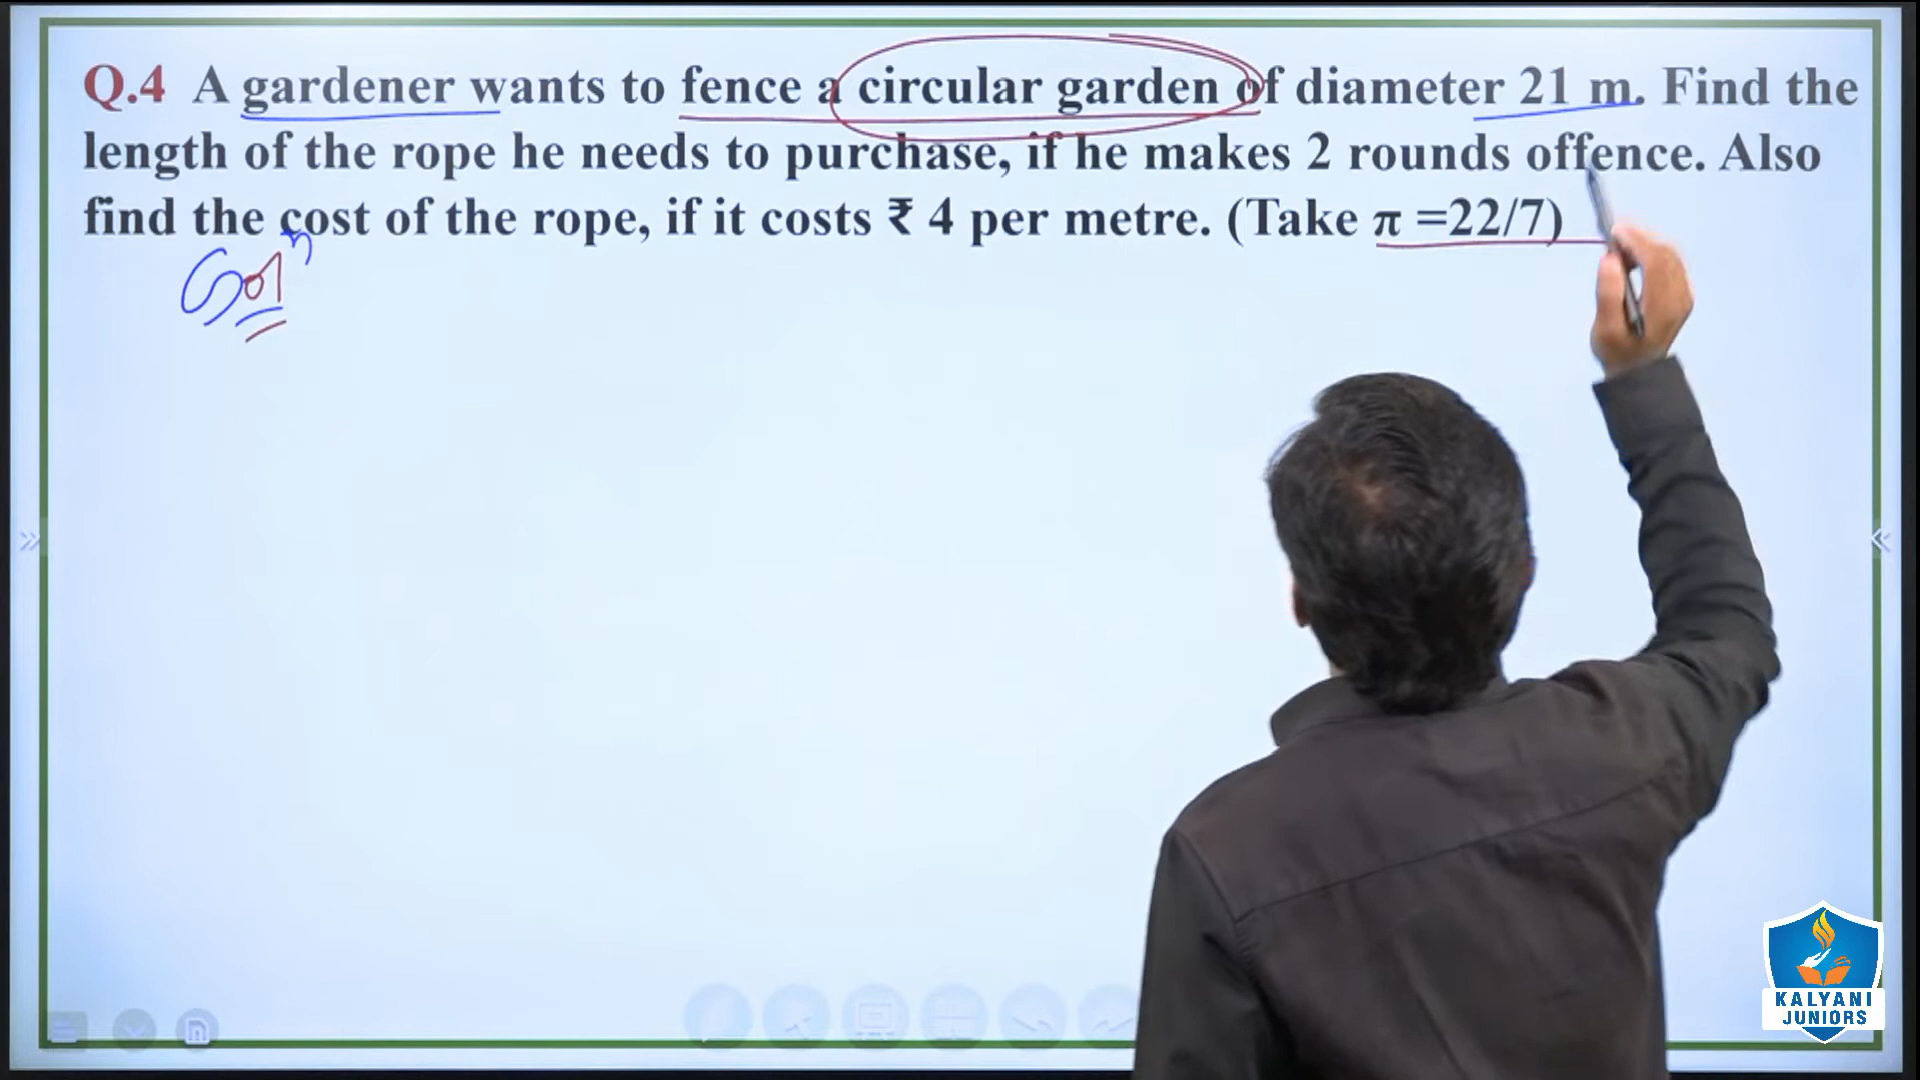 Q.4 A gardener wants to fence a circular garden of diameter 21 m. Find the
length of the rope he needs to purchase, if he makes 2 rounds offence. Also
find the cost of the rope, if it costs ₹ 4 per metre. (Take π =22/7)
Solⁿ
KALYANI
JUNIORS